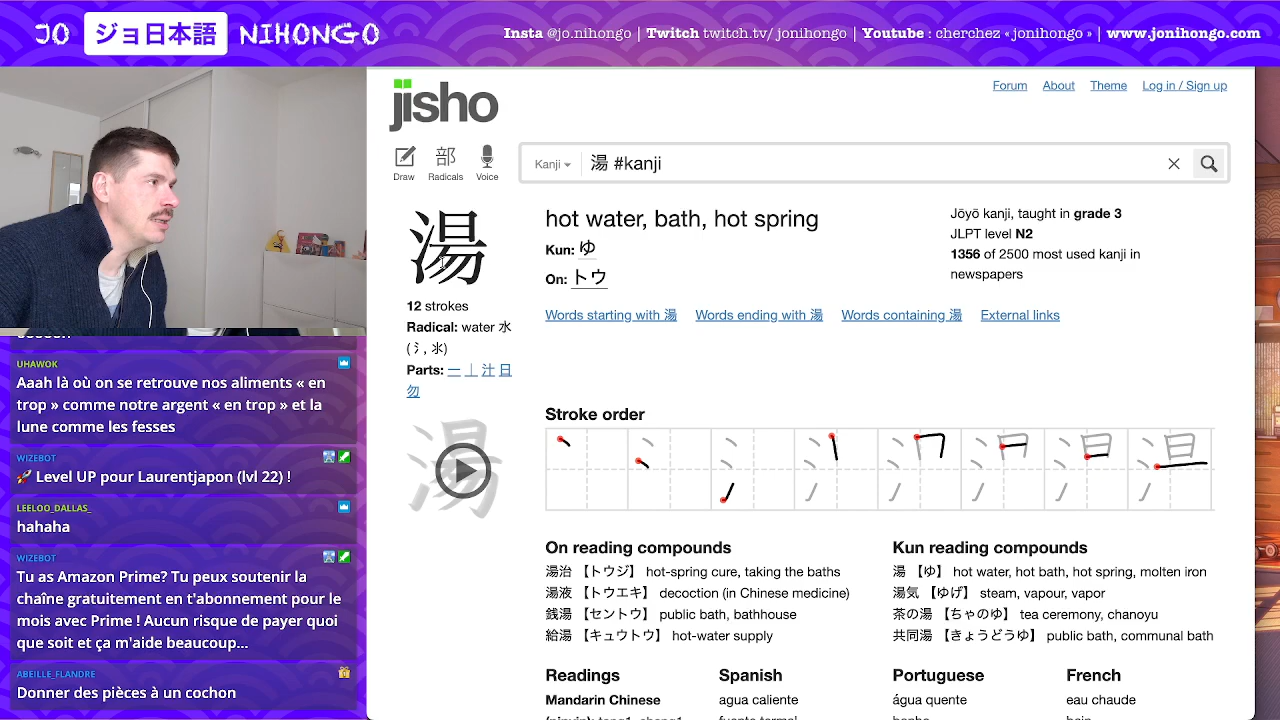 JO ジョ日本語 NIHONGO
Insta @jo.nihongo | Twitch twitch.tv/ jonihongo | Youtube : cherchez « jonihongo » | www.jonihongo.com
jisho
Forum About Theme Log in / Sign up
Draw
部 Radicals
Voice
Kanji 湯 #kanji
湯
12 strokes
Radical: water 水
(氵, 氺)
Parts: 一 ｜ 汁 日
勿
hot water, bath, hot spring
Kun: ゆ
On: トウ
Jōyō kanji, taught in grade 3
JLPT level N2
1356 of 2500 most used kanji in
newspapers
Words starting with 湯 Words ending with 湯 Words containing 湯 External links
Stroke order
湯
On reading compounds
湯治 【トウジ】 hot-spring cure, taking the baths
湯液 【トウエキ】 decoction (in Chinese medicine)
銭湯 【セントウ】 public bath, bathhouse
給湯 【キュウトウ】 hot-water supply
Kun reading compounds
湯 【ゆ】 hot water, hot bath, hot spring, molten iron
湯気 【ゆげ】 steam, vapour, vapor
茶の湯 【ちゃのゆ】 tea ceremony, chanoyu
共同湯 【きょうどうゆ】 public bath, communal bath
Readings
Mandarin Chinese
Spanish
agua caliente
Portuguese
água quente
French
eau chaude
UHAWOK
Aaah là où on se retrouve nos aliments « en
trop » comme notre argent « en trop » et la
lune comme les fesses
WIZEBOT
🚀 Level UP pour Laurentjapon (lvl 22) !
LEELOO_DALLAS_
hahaha
WIZEBOT
Tu as Amazon Prime? Tu peux soutenir la
chaîne gratuitement en t'abonnement pour le
mois avec Prime ! Aucun risque de payer quoi
que soit et ça m'aide beaucoup...
ABEILLE_FLANDRE
Donner des pièces à un cochon